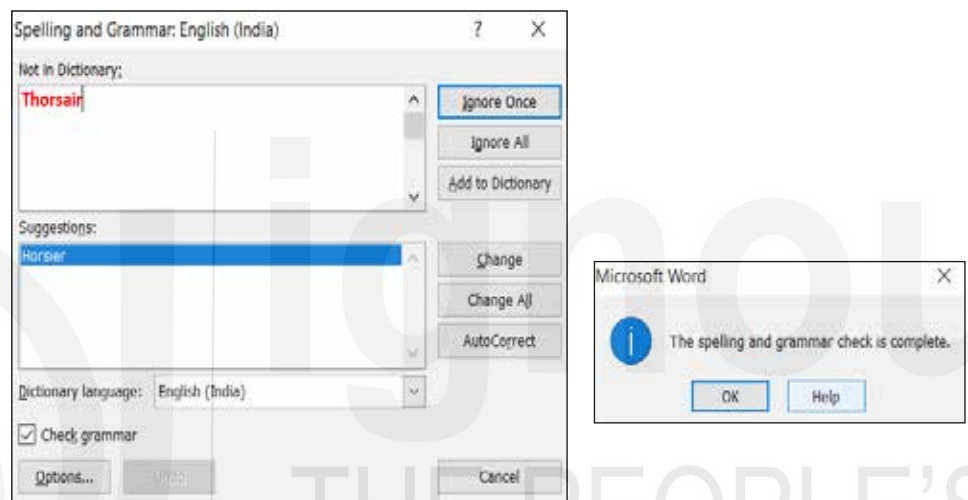 Spelling and Grammar: English (India) ? X
Not in Dictionary:
Thorsair
Ignore Once
Ignore All
Add to Dictionary
Suggestions:
Horsier
Change
Change All
AutoCorrect
Dictionary language: English (India)
Check grammar
Options... Undo Cancel
Microsoft Word X
The spelling and grammar check is complete.
OK Help
ignou
THE PEOPLE'S